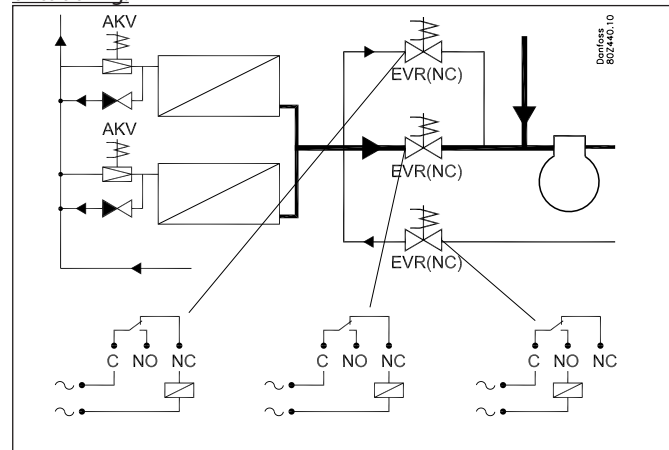 AKV
EVR(NC)
Danfoss
80Z440.10
AKV
EVR(NC)
EVR(NC)
C NO NC
C NO NC
C NO NC